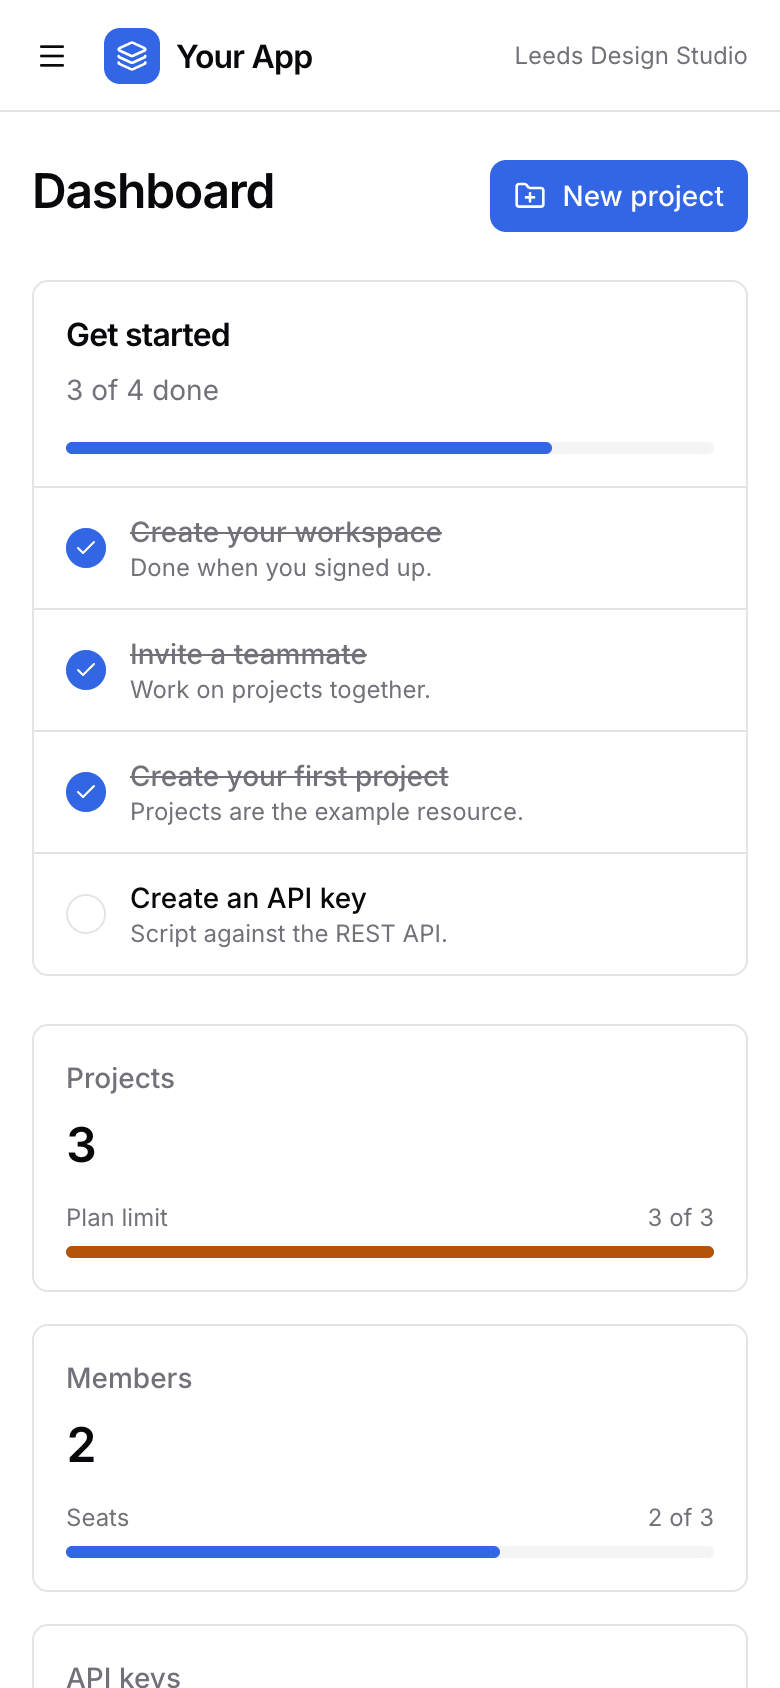 Your App
Leeds Design Studio
Dashboard
New project
Get started
3 of 4 done
Create your workspace
Done when you signed up.
Invite a teammate
Work on projects together.
Create your first project
Projects are the example resource.
Create an API key
Script against the REST API.
Projects
3
Plan limit
3 of 3
Members
2
Seats
2 of 3
API keys